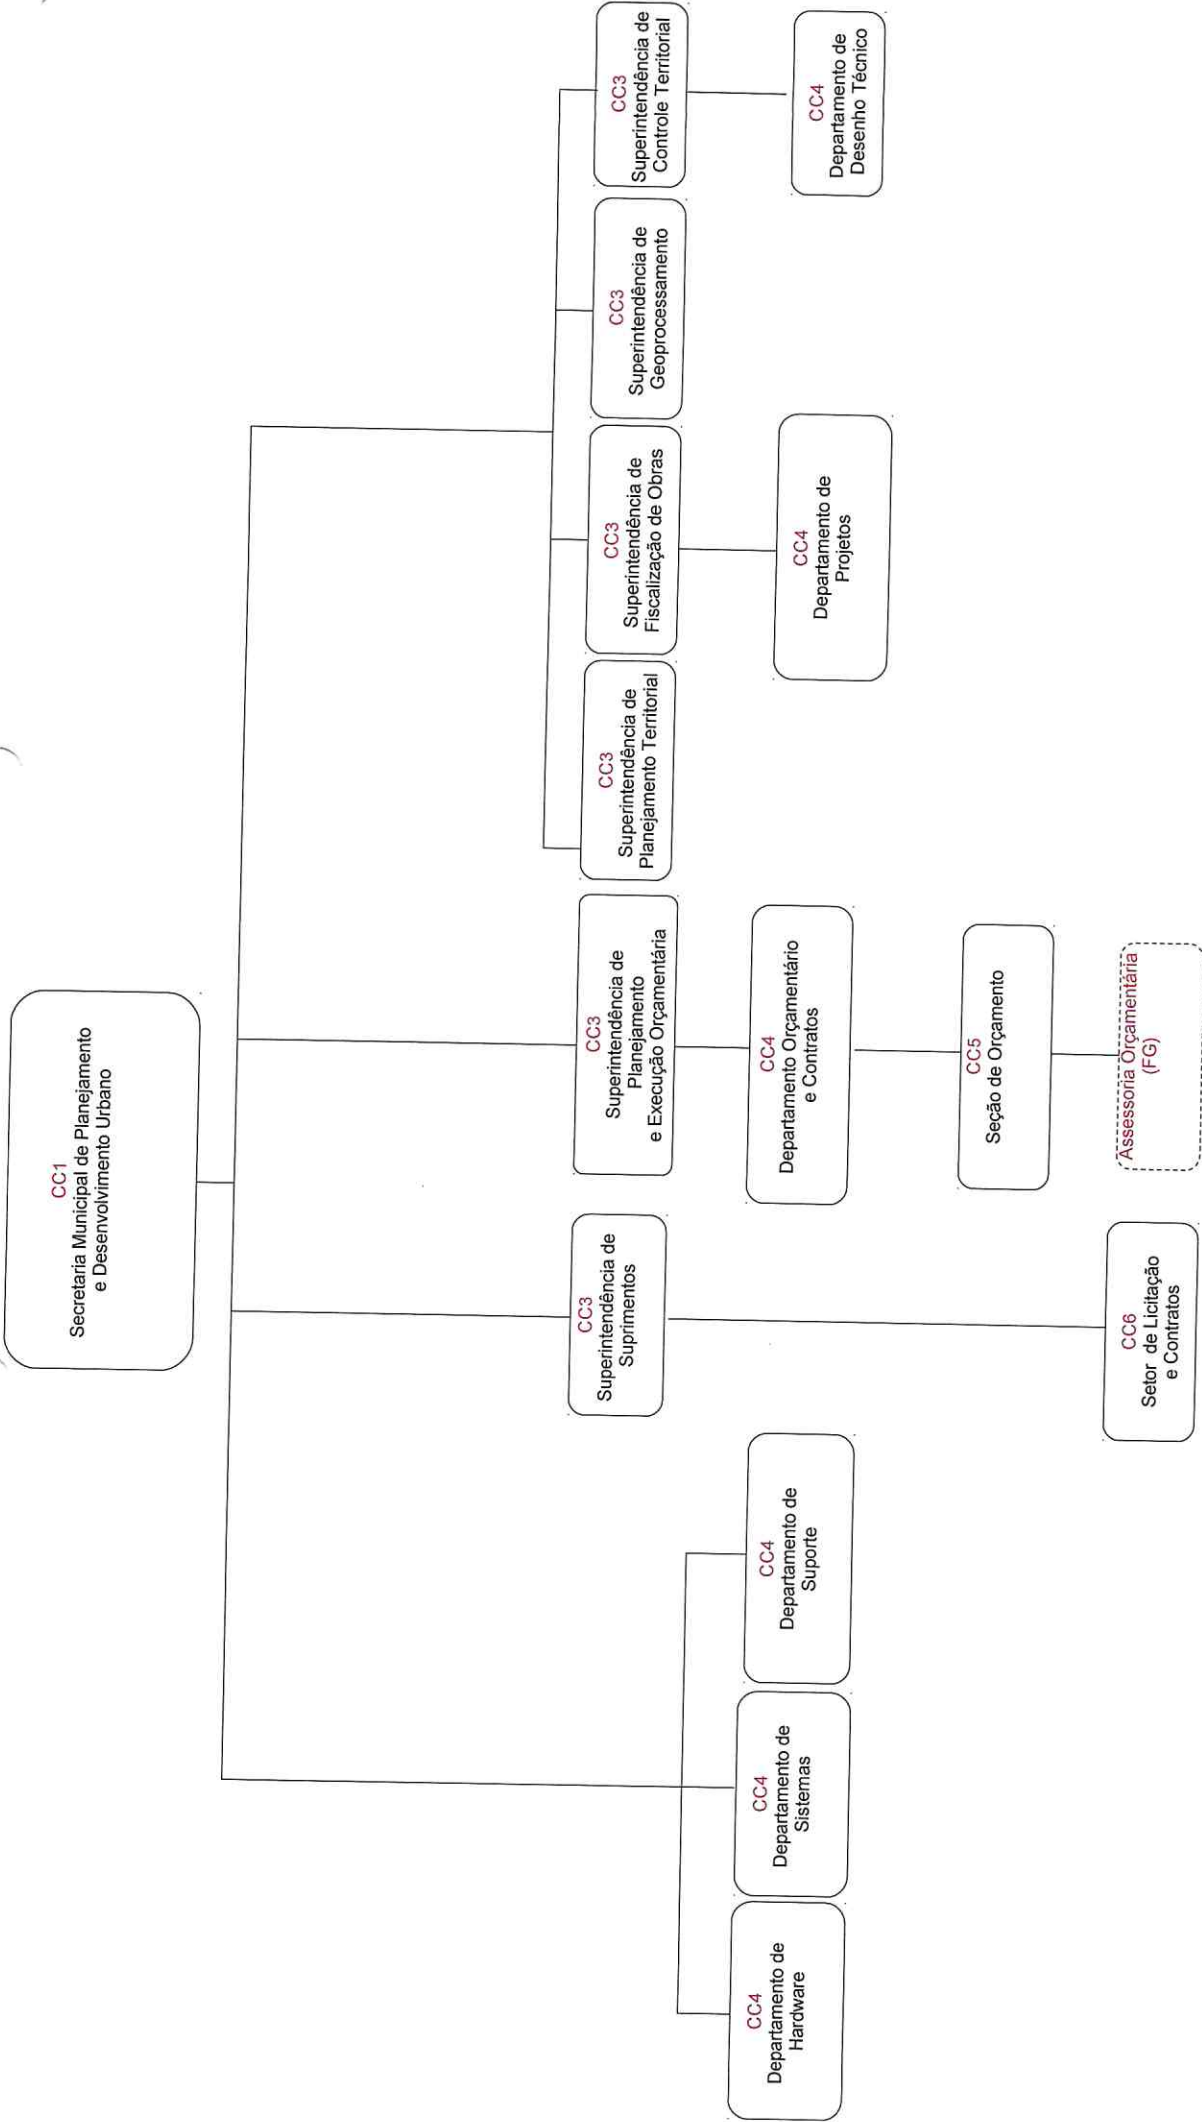 CC1
Secretaria Municipal de Planejamento
e Desenvolvimento Urbano
CC4
Departamento de
Hardware
CC4
Departamento de
Sistemas
CC4
Departamento de
Suporte
CC3
Superintendência de
Suprimentos
CC6
Setor de Licitação
e Contratos
CC3
Superintendência de
Planejamento
e Execução Orçamentária
CC4
Departamento Orçamentário
e Contratos
CC5
Seção de Orçamento
Assessoria Orçamentária
(FG)
CC3
Superintendência de
Planejamento Territorial
CC3
Superintendência de
Fiscalização de Obras
CC4
Departamento de
Projetos
CC3
Superintendência de
Geoprocessamento
CC3
Superintendência de
Controle Territorial
CC4
Departamento de
Desenho Técnico